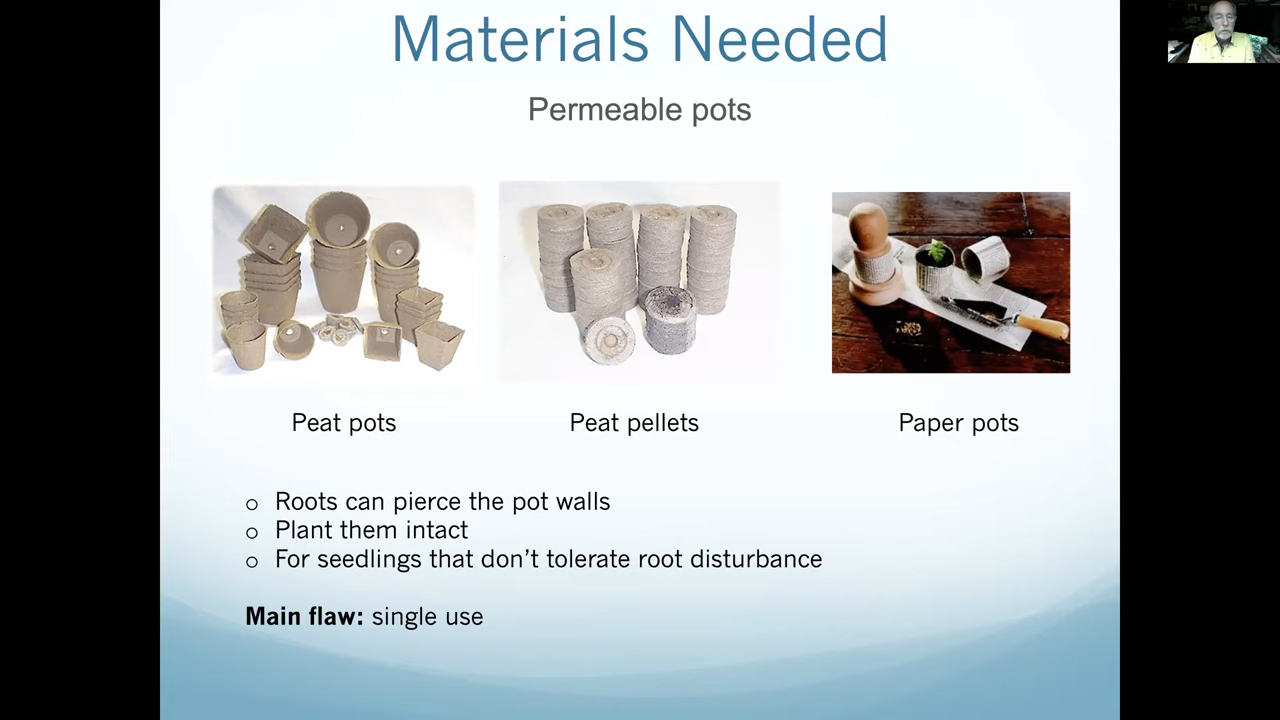 Materials Needed
Permeable pots
Peat pots
Peat pellets
Paper pots
o Roots can pierce the pot walls
o Plant them intact
o For seedlings that don’t tolerate root disturbance
Main flaw: single use